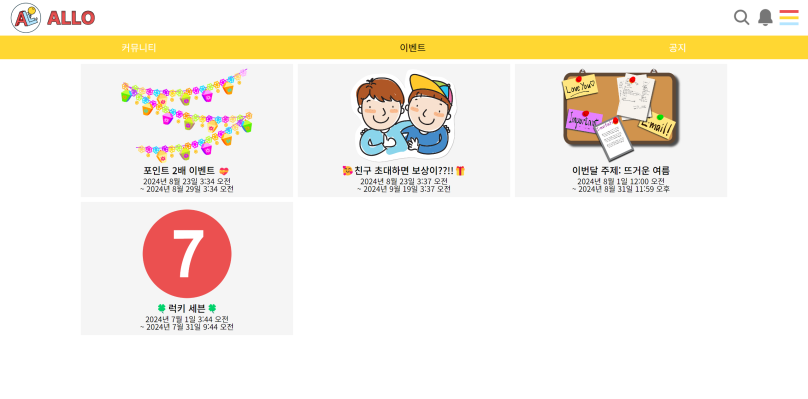 ALLO
커뮤니티
이벤트
공지
포인트 2배 이벤트 💝
2024년 8월 23일 3:34 오전
~ 2024년 8월 29일 3:34 오전
💝친구 초대하면 보상이??!!🎁
2024년 8월 23일 3:37 오전
~ 2024년 9월 19일 3:37 오전
Love You♡
Important
E-mail!
이번달 주제: 뜨거운 여름
2024년 8월 1일 12:00 오전
~ 2024년 8월 31일 11:59 오후
7
🍀 럭키 세븐 🍀
2024년 7월 1일 3:44 오전
~ 2024년 7월 31일 9:44 오전